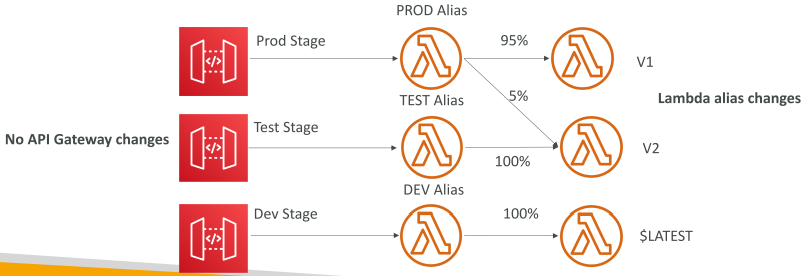 PROD Alias
Prod Stage
95%
V1
</>
TEST Alias
5%
Lambda alias changes
No API Gateway changes
Test Stage
</>
100%
V2
DEV Alias
Dev Stage
100%
</>
$LATEST